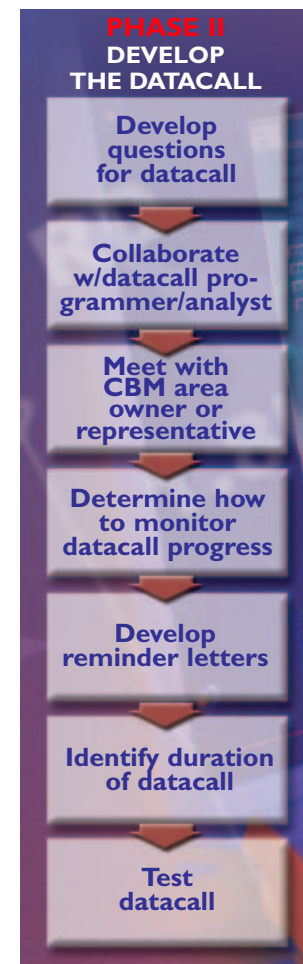 PHASE II
DEVELOP
THE DATACALL
Develop
questions
for datacall
Collaborate
w/datacall pro-
grammer/analyst
Meet with
CBM area
owner or
representative
Determine how
to monitor
datacall progress
Develop
reminder letters
Identify duration
of datacall
Test
datacall